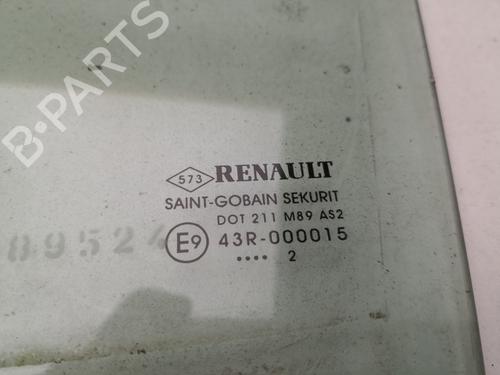 B-PARTS
573 RENAULT
SAINT-GOBAIN SEKURIT
DOT 211 M89 AS2
89524
E9 43R-000015
.... 2